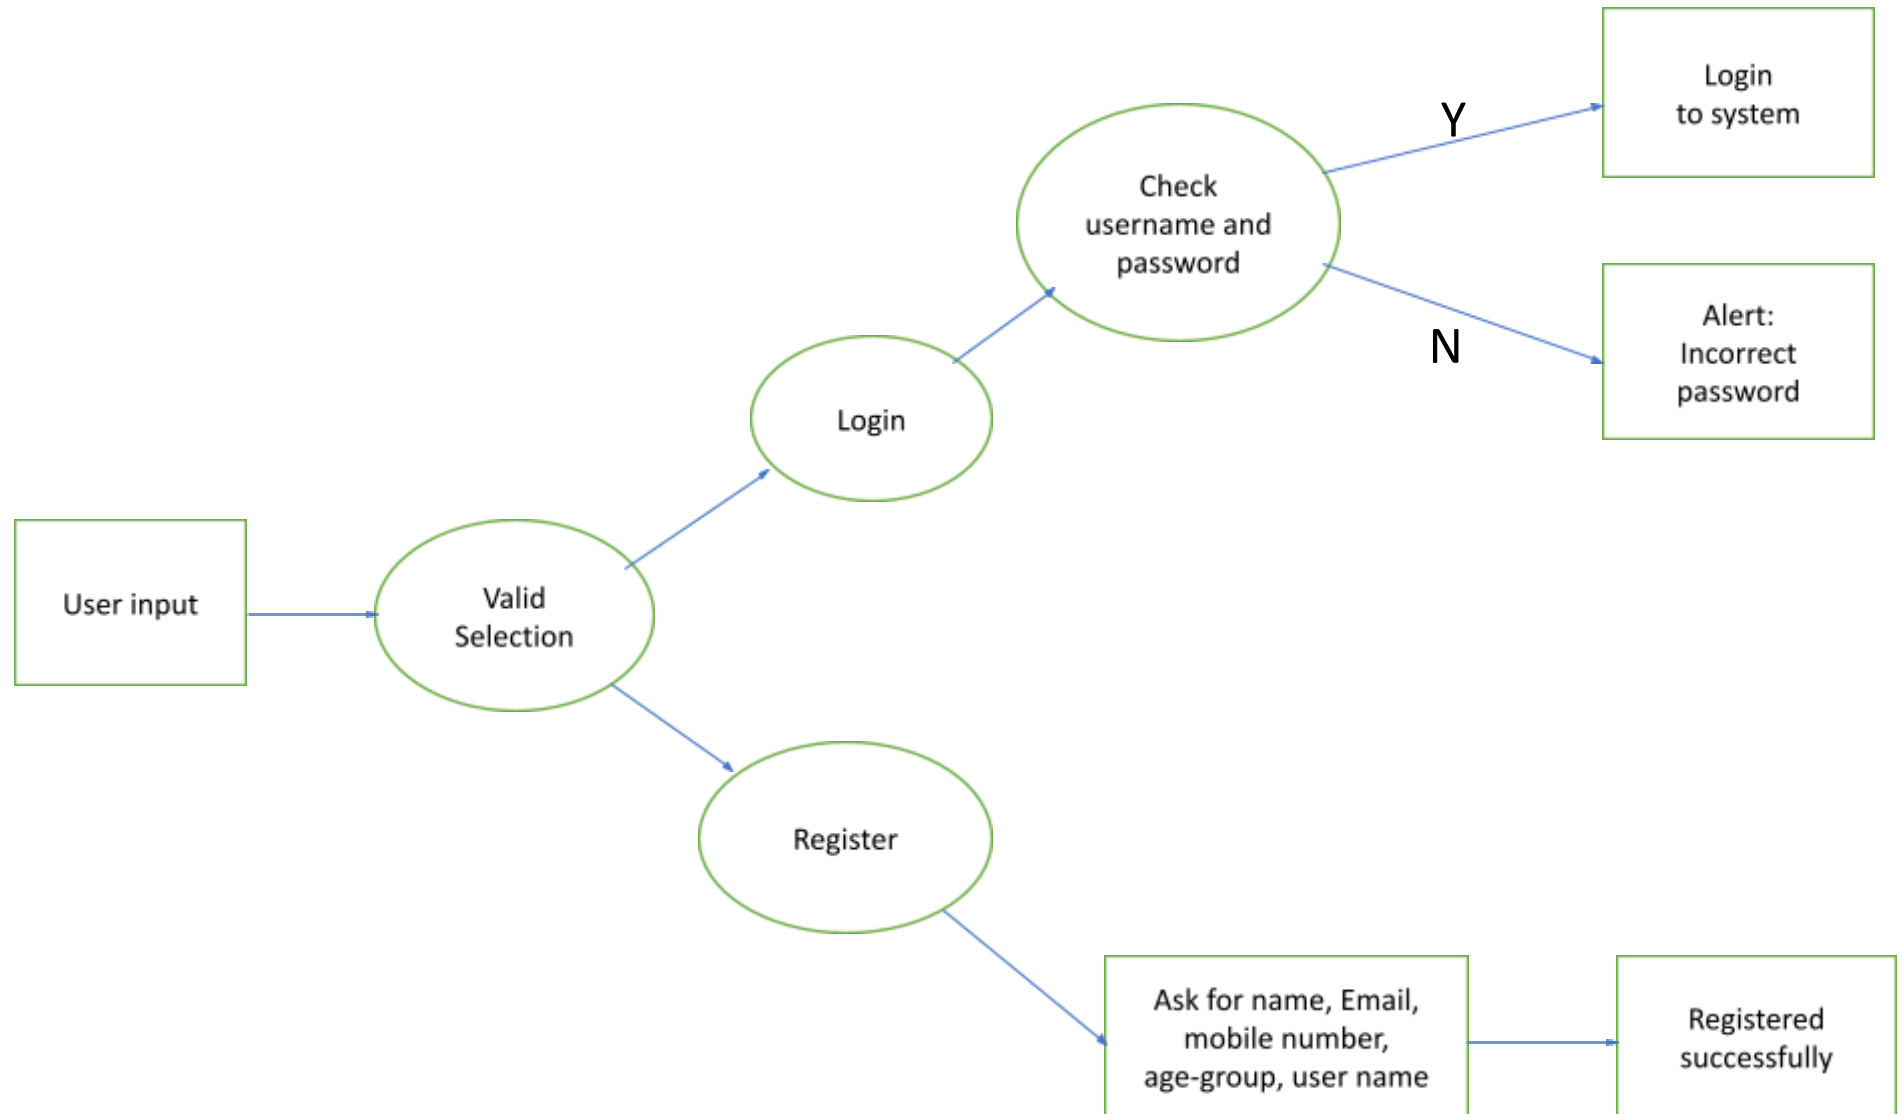 User input
Valid
Selection
Login
Check
username and
password
Y
Login
to system
N
Alert:
Incorrect
password
Register
Ask for name, Email,
mobile number,
age-group, user name
Registered
successfully